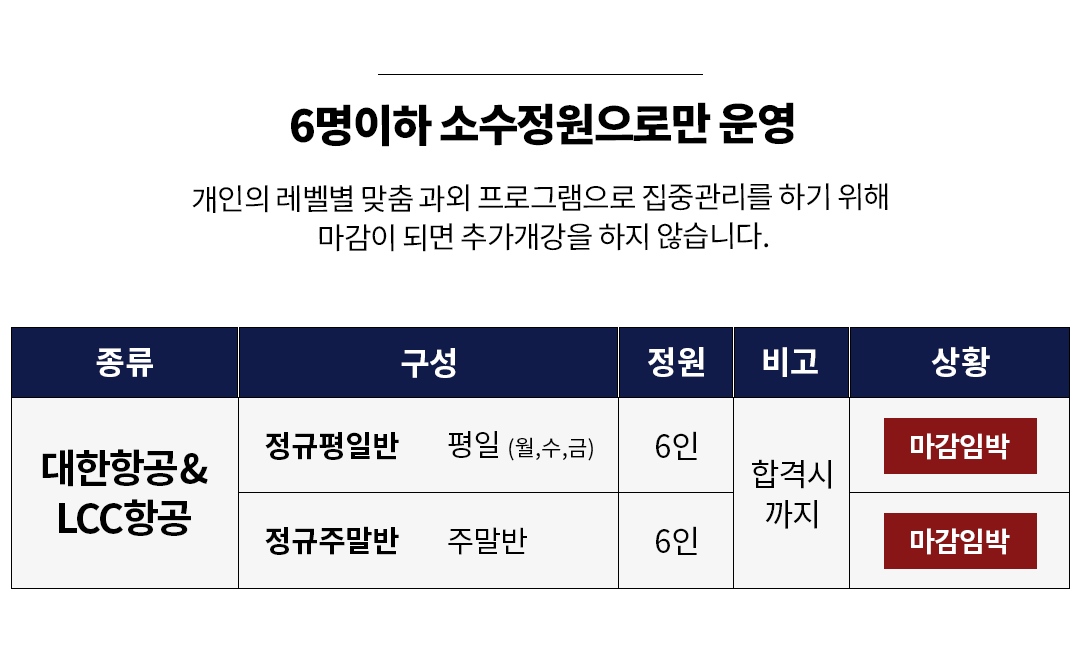 6명이하 소수정원으로만 운영
개인의 레벨별 맞춤 과외 프로그램으로 집중관리를 하기 위해
마감이 되면 추가개강을 하지 않습니다.
종류 구성 정원 비고 상황
대한항공&
LCC항공
정규평일반 평일 (월,수,금) 6인
합격시
까지
마감임박
정규주말반 주말반 6인
마감임박